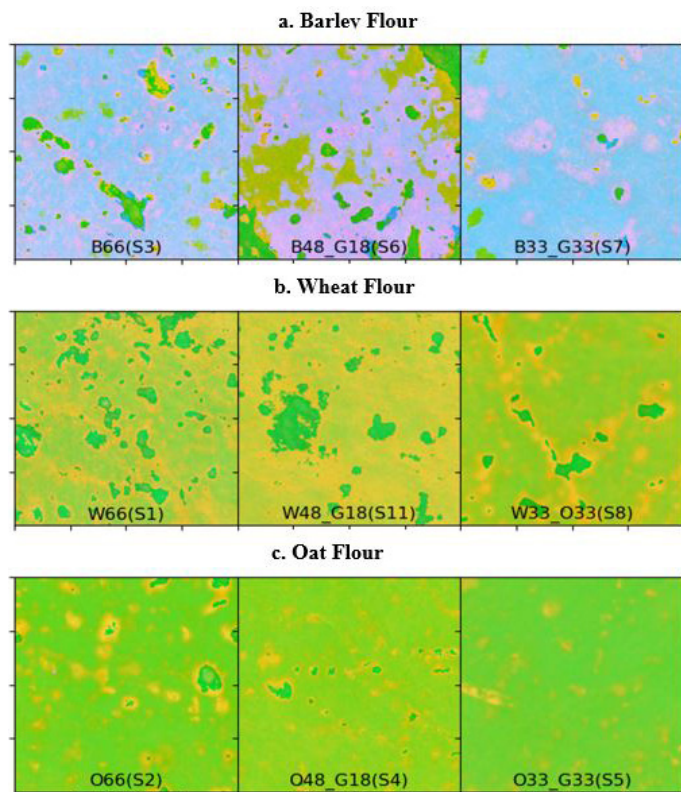 a. Barlev Flour
B66(S3) B48_G18(S6) B33_G33(S7)
b. Wheat Flour
W66(S1) W48_G18(S11) W33_O33(S8)
c. Oat Flour
O66(S2) O48_G18(S4) O33_G33(S5)